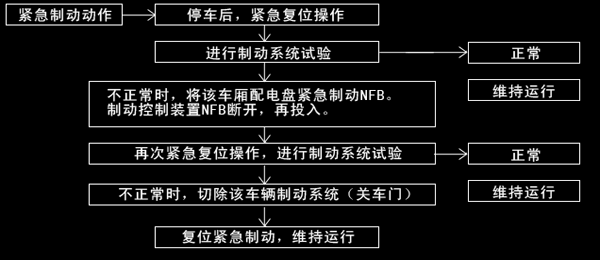 紧急制动动作
停车后，紧急复位操作
进行制动系统试验
正常
维持运行
不正常时，将该车厢配电盘紧急制动NFB。
制动控制装置NFB断开，再投入。
再次紧急复位操作，进行制动系统试验
正常
维持运行
不正常时，切除该车辆制动系统（关车门）
复位紧急制动，维持运行